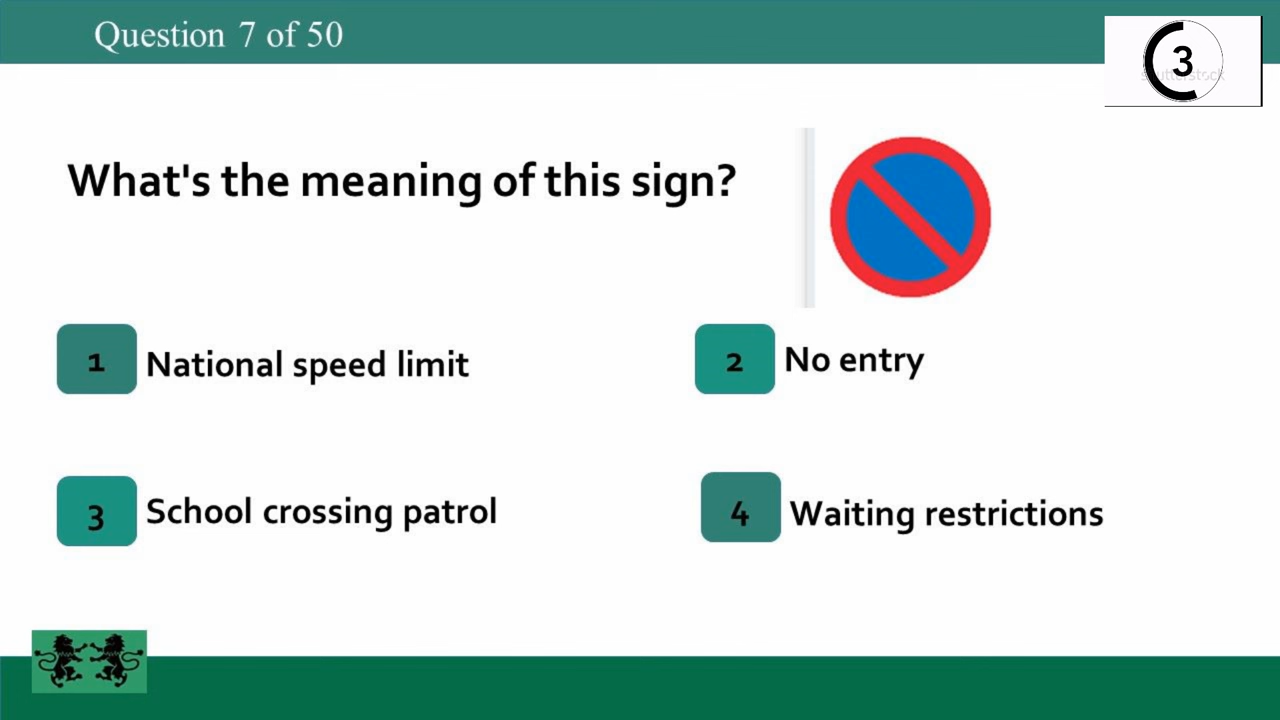 Question 7 of 50
3
shutterstock
What's the meaning of this sign?
1 National speed limit
2 No entry
3 School crossing patrol
4 Waiting restrictions